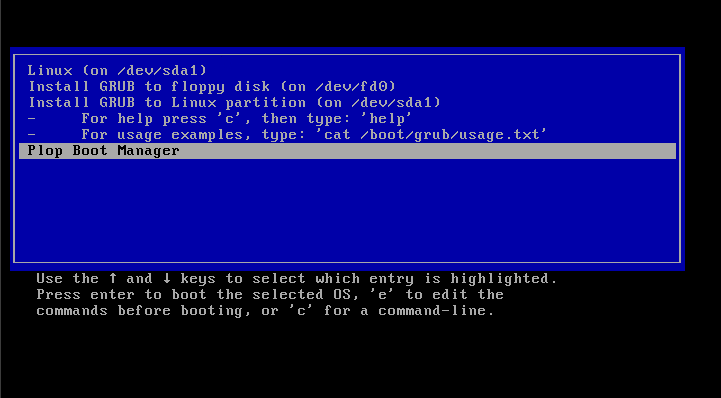 Linux (on /dev/sda1)
Install GRUB to floppy disk (on /dev/fd0)
Install GRUB to Linux partition (on /dev/sda1)
-     For help press 'c', then type: 'help'
-     For usage examples, type: 'cat /boot/grub/usage.txt'
Plop Boot Manager
Use the ↑ and ↓ keys to select which entry is highlighted.
Press enter to boot the selected OS, 'e' to edit the
commands before booting, or 'c' for a command-line.